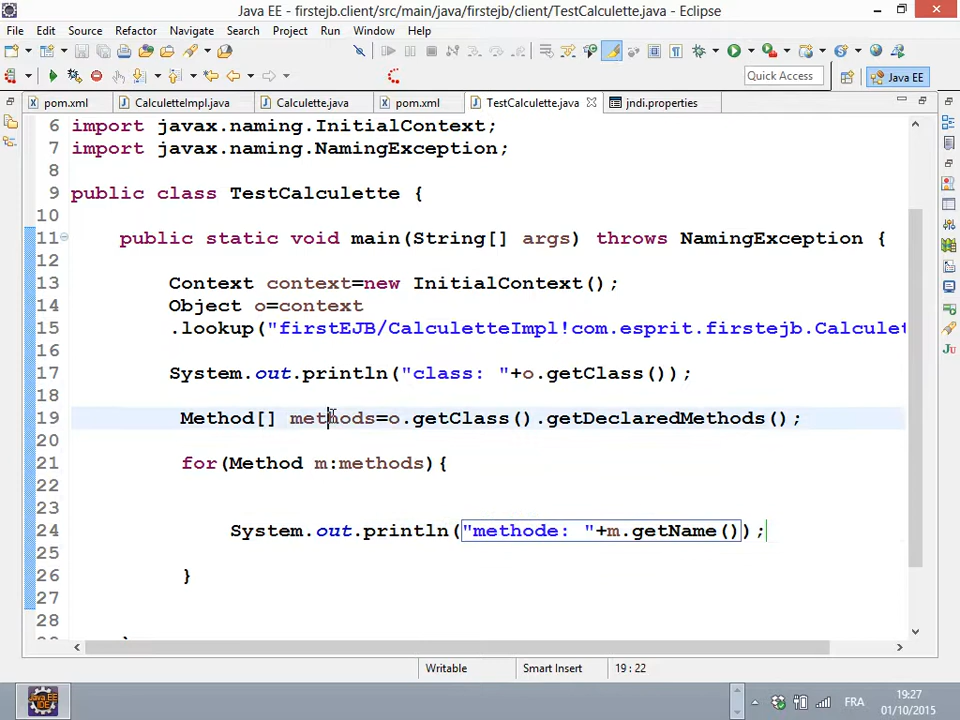 Java EE - firstejb.client/src/main/java/firstejb/client/TestCalculette.java - Eclipse
File Edit Source Refactor Navigate Search Project Run Window Help
Quick Access Java EE
pom.xml CalculetteImpl.java Calculette.java pom.xml TestCalculette.java jndi.properties
6 import javax.naming.InitialContext;
7 import javax.naming.NamingException;
8
9 public class TestCalculette {
10
11 public static void main(String[] args) throws NamingException {
12
13 Context context=new InitialContext();
14 Object o=context
15 .lookup("firstEJB/CalculetteImpl!com.esprit.firstejb.Calculet
16
17 System.out.println("class: "+o.getClass());
18
19 Method[] methods=o.getClass().getDeclaredMethods();
20
21 for(Method m:methods){
22
23
24 System.out.println("methode: "+m.getName());
25
26 }
27
28
Writable Smart Insert 19 : 22
Java EE IDE
FRA
19:27
01/10/2015